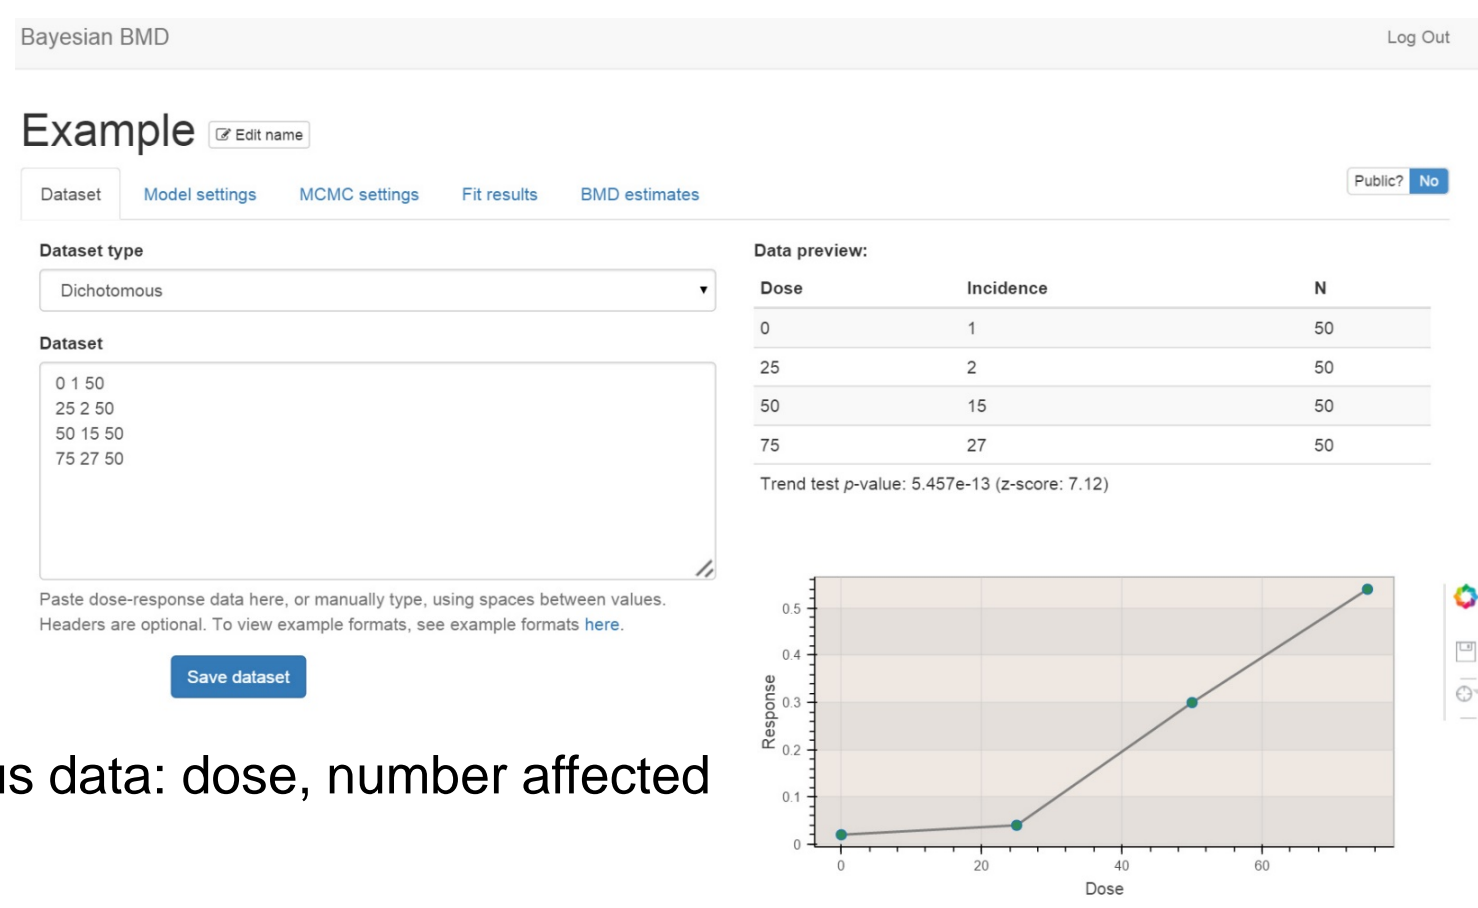 Bayesian BMD
Log Out
Example
Edit name
Dataset
Model settings
MCMC settings
Fit results
BMD estimates
Public? No
Dataset type
Dichotomous
Dataset
0 1 50
25 2 50
50 15 50
75 27 50
Paste dose-response data here, or manually type, using spaces between values.
Headers are optional. To view example formats, see example formats here.
Save dataset
Data preview:
Dose Incidence N
0 1 50
25 2 50
50 15 50
75 27 50
Trend test p-value: 5.457e-13 (z-score: 7.12)
0.5
0.4
0.3
0.2
0.1
0
Response
0 20 40 60
Dose
us data: dose, number affected